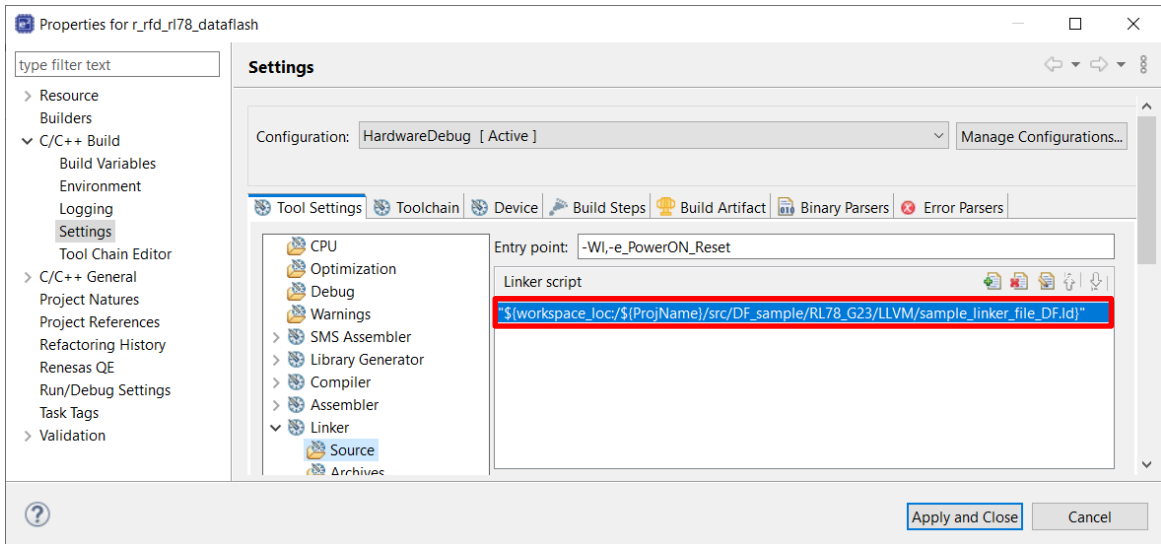 Properties for r_rfd_rl78_dataflash
type filter text
Resource
Builders
C/C++ Build
Build Variables
Environment
Logging
Settings
Tool Chain Editor
C/C++ General
Project Natures
Project References
Refactoring History
Renesas QE
Run/Debug Settings
Task Tags
Validation
Settings
Configuration: HardwareDebug [ Active ]
Manage Configurations...
Tool Settings Toolchain Device Build Steps Build Artifact Binary Parsers Error Parsers
CPU
Optimization
Debug
Warnings
SMS Assembler
Library Generator
Compiler
Assembler
Linker
Source
Archives
Entry point: -Wl,-e_PowerON_Reset
Linker script
"${workspace_loc:/${ProjName}/src/DF_sample/RL78_G23/LLVM/sample_linker_file_DF.ld}"
Apply and Close
Cancel